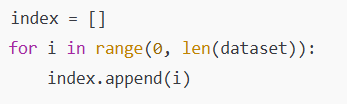 index = []
for i in range(0, len(dataset)):
    index.append(i)